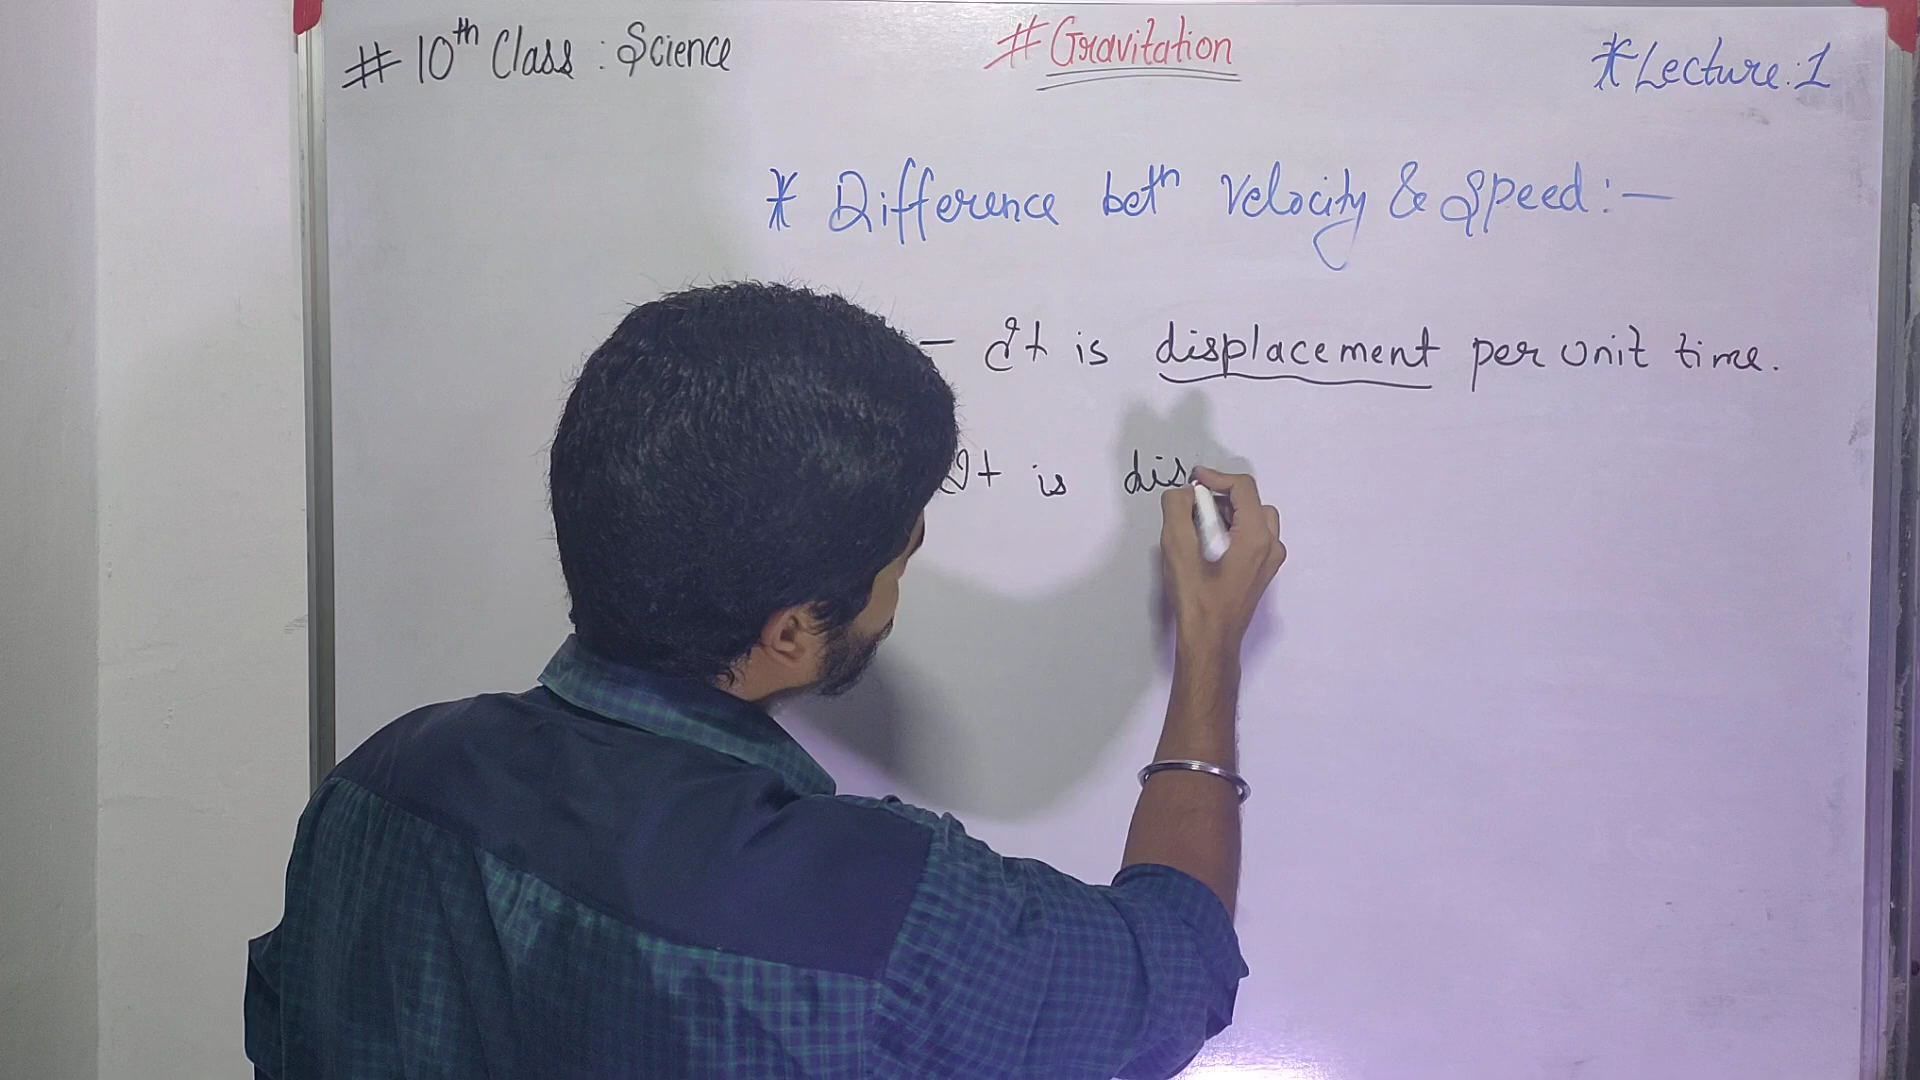 # 10th Class : Science
# Gravitation
* Lecture : 1
* Difference betn Velocity & Speed :-
- It is displacement per unit time.
It is dis